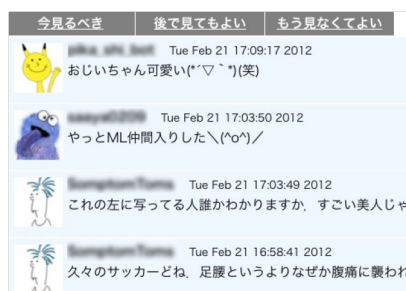 今見るべき 後で見てもよい もう見なくてよい
Tue Feb 21 17:09:17 2012
おじいちゃん可愛い(*´▽｀*)(笑)
Tue Feb 21 17:03:50 2012
やっとML仲間入りした＼(^o^)／
Tue Feb 21 17:03:49 2012
これの左に写ってる人誰かわかりますか，すごい美人じゃ
Tue Feb 21 16:58:41 2012
久々のサッカーどね，足腰というよりなぜか腹痛に襲われ